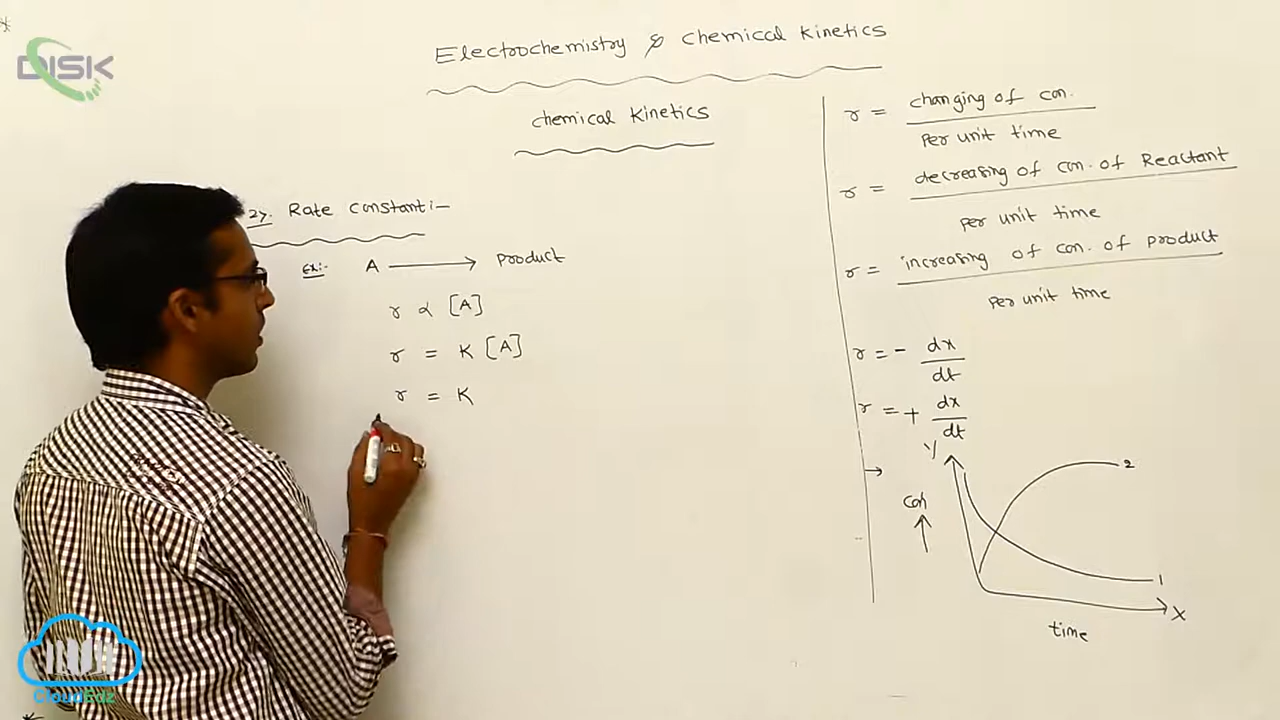 DISK
Electrochemistry & chemical kinetics
chemical kinetics
2). Rate constant:-
Ex:- A ⟶ product
r ∝ [A]
r = K [A]
r = K
r = changing of con. / per unit time
r = decreasing of con. of Reactant / per unit time
r = increasing of con. of product / per unit time
r = - dx/dt
r = + dx/dt
→
y
con ↑
2
1
x
time
CloudEdz